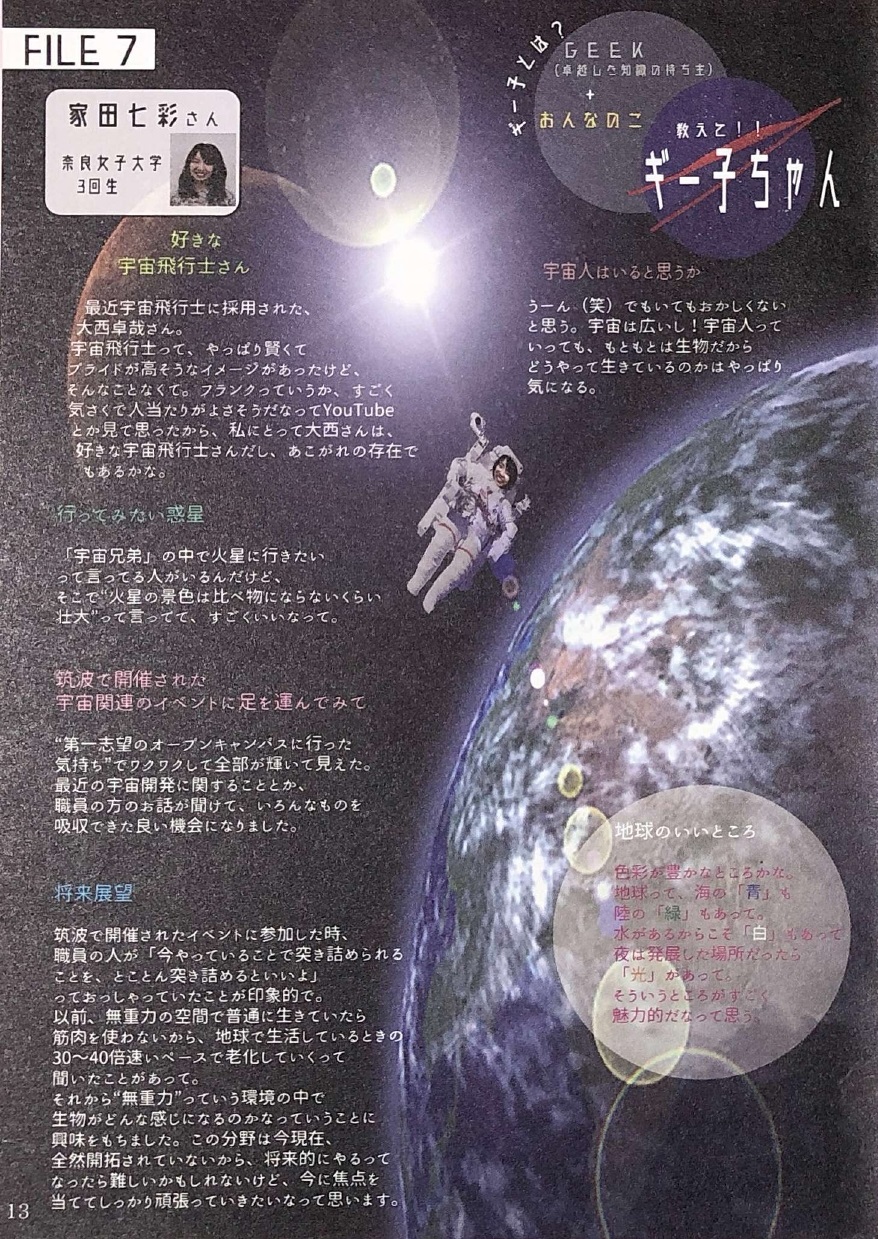 FILE 7
家田七彩さん
奈良女子大学
3回生
ギー子とは？
GEEK
(卓越した知識の持ち主)
+
おんなのこ
教えて！！
ギー子ちゃん
好きな
宇宙飛行士さん
最近宇宙飛行士に採用された、
大西卓哉さん。
宇宙飛行士って、やっぱり賢くて
プライドが高そうなイメージがあったけど、
そんなことなくて。フランクっていうか、すごく
気さくで人当たりがよさそうだなってYouTube
とか見て思ったから、私にとって大西さんは、
好きな宇宙飛行士さんだし、あこがれの存在で
もあるかな。
宇宙人はいると思うか
うーん（笑）でもいてもおかしくない
と思う。宇宙は広いし！宇宙人って
いっても、もともとは生物だから
どうやって生きているのかはやっぱり
気になる。
行ってみたい惑星
「宇宙兄弟」の中で火星に行きたい
って言ってる人がいるんだけど、
そこで“火星の景色は比べ物にならないくらい
壮大”って言ってて、すごくいいなって。
筑波で開催された
宇宙関連のイベントに足を運んでみて
“第一志望のオープンキャンパスに行った
気持ち”でワクワクして全部が輝いて見えた。
最近の宇宙開発に関することとか、
職員の方のお話が聞けて、いろんなものを
吸収できた良い機会になりました。
将来展望
筑波で開催されたイベントに参加した時、
職員の人が「今やっていることで突き詰められる
ことを、とことん突き詰めるといいよ」
っておっしゃっていたことが印象的で。
以前、無重力の空間で普通に生きていたら
筋肉を使わないから、地球で生活しているときの
30〜40倍速いペースで老化していくって
聞いたことがあって。
それから“無重力”っていう環境の中で
生物がどんな感じになるのかなっていうことに
興味をもちました。この分野は今現在、
全然開拓されていないから、将来的にやるって
なったら難しいかもしれないけど、今に焦点を
当ててしっかり頑張っていきたいなって思います。
地球のいいところ
色彩が豊かなところかな。
地球って、海の「青」も
陸の「緑」もあって。
水があるからこそ「白」もあって
夜は発展した場所だったら
「光」があって。
そういうところがすごく
魅力的だなって思う。
13